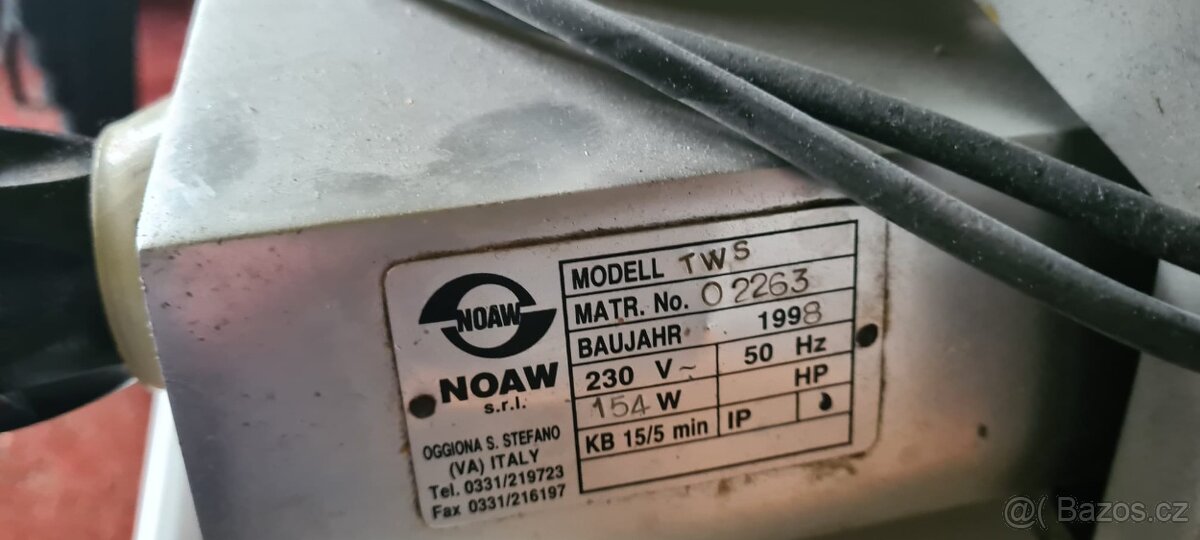 NOAW
NOAW
s.r.l.
OGGIONA S. STEFANO
(VA) ITALY
Tel. 0331/219723
Fax 0331/216197
MODELL TWS
MATR. No. 02263
BAUJAHR 1998
230 V~ 50 Hz
154 W HP
KB 15/5 min IP
@( Bazos.cz